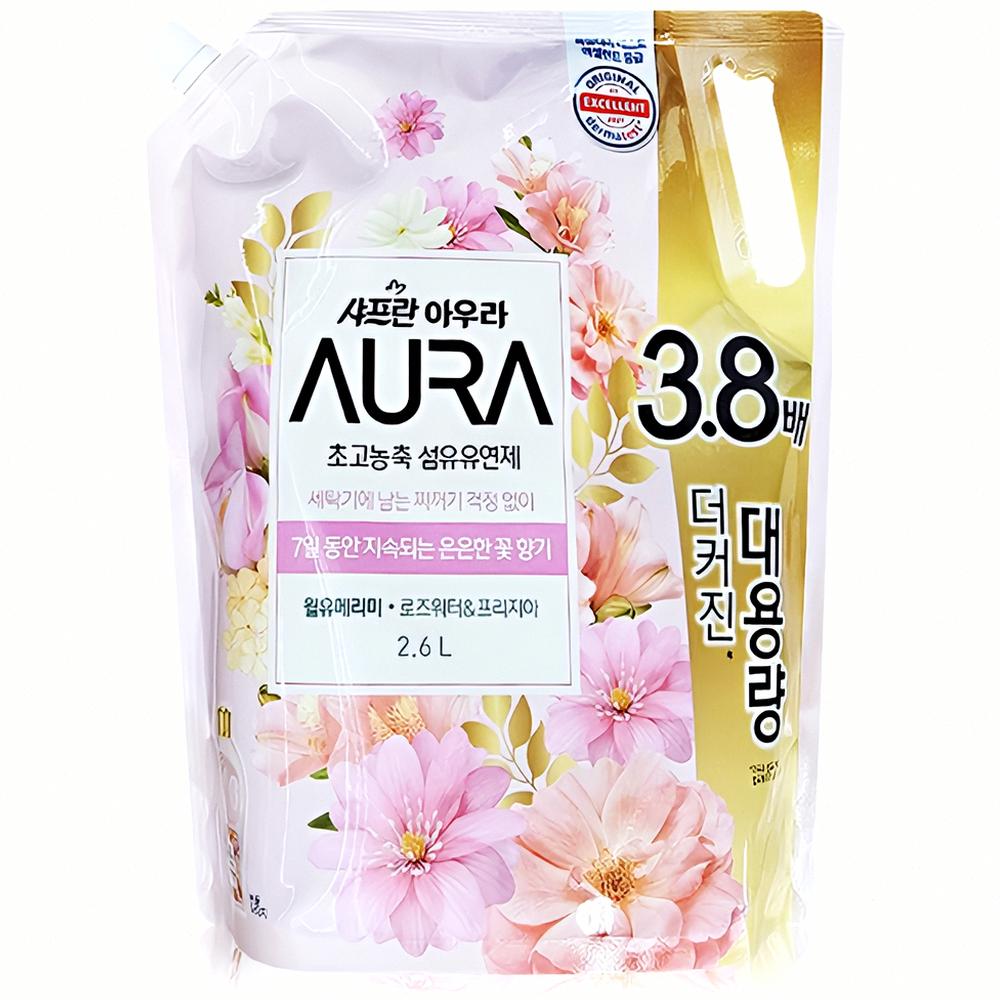 ORIGINAL
EXCELLENT
dermatest
샤프란 아우라
AURA
초고농축 섬유유연제
세탁기에 남는 찌꺼기 걱정 없이
7일 동안 지속되는 은은한 꽃 향기
윌유메리미・로즈워터&프리지아
2.6 L
3.8배
더커진
대용량